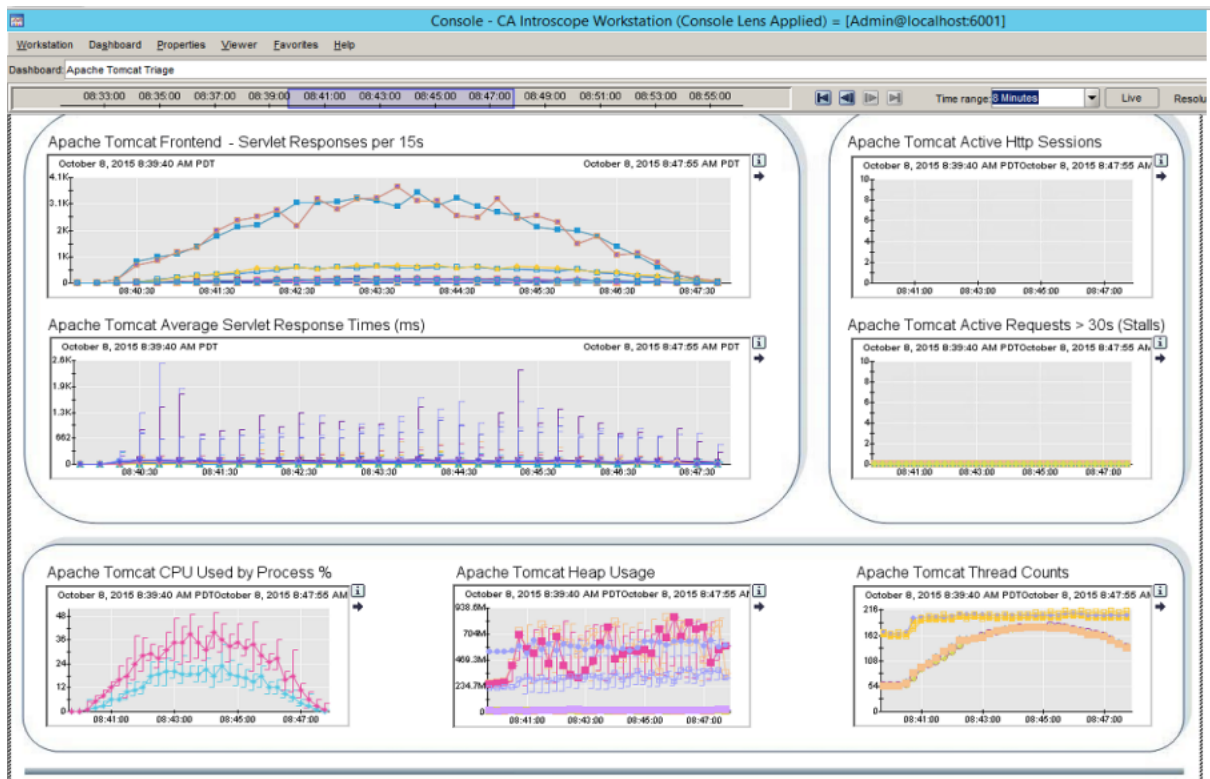 Console - CA Introscope Workstation (Console Lens Applied) = [Admin@localhost:6001]
Workstation Dashboard Properties Viewer Favorites Help
Dashboard: Apache Tomcat Triage
08:33:00 08:35:00 08:37:00 08:39:00 08:41:00 08:43:00 08:45:00 08:47:00 08:49:00 08:51:00 08:53:00 08:55:00 Time range: 8 Minutes Live Resolu
Apache Tomcat Frontend - Servlet Responses per 15s
October 8, 2015 8:39:40 AM PDT October 8, 2015 8:47:55 AM PDT
4.1K
3.1K
2K
1K
0
08:40:30 08:41:30 08:42:30 08:43:30 08:44:30 08:45:30 08:46:30 08:47:30
Apache Tomcat Active Http Sessions
October 8, 2015 8:39:40 AM PDTOctober 8, 2015 8:47:55 AM
10
8
6
4
2
0
08:41:00 08:43:00 08:45:00 08:47:00
Apache Tomcat Average Servlet Response Times (ms)
October 8, 2015 8:39:40 AM PDT October 8, 2015 8:47:55 AM PDT
2.6K
1.9K
1.3K
662
0
08:40:30 08:41:30 08:42:30 08:43:30 08:44:30 08:45:30 08:46:30 08:47:30
Apache Tomcat Active Requests > 30s (Stalls)
October 8, 2015 8:39:40 AM PDTOctober 8, 2015 8:47:55 AM
10
8
6
4
2
0
08:41:00 08:43:00 08:45:00 08:47:00
Apache Tomcat CPU Used by Process %
October 8, 2015 8:39:40 AM PDTOctober 8, 2015 8:47:55 AM
48
36
24
12
0
08:41:00 08:43:00 08:45:00 08:47:00
Apache Tomcat Heap Usage
October 8, 2015 8:39:40 AM PDTOctober 8, 2015 8:47:55 AM
938.6M
704M
469.3M
234.7M
0
08:41:00 08:43:00 08:45:00 08:47:00
Apache Tomcat Thread Counts
October 8, 2015 8:39:40 AM PDTOctober 8, 2015 8:47:55 AM
216
162
108
54
0
08:41:00 08:43:00 08:45:00 08:47:00